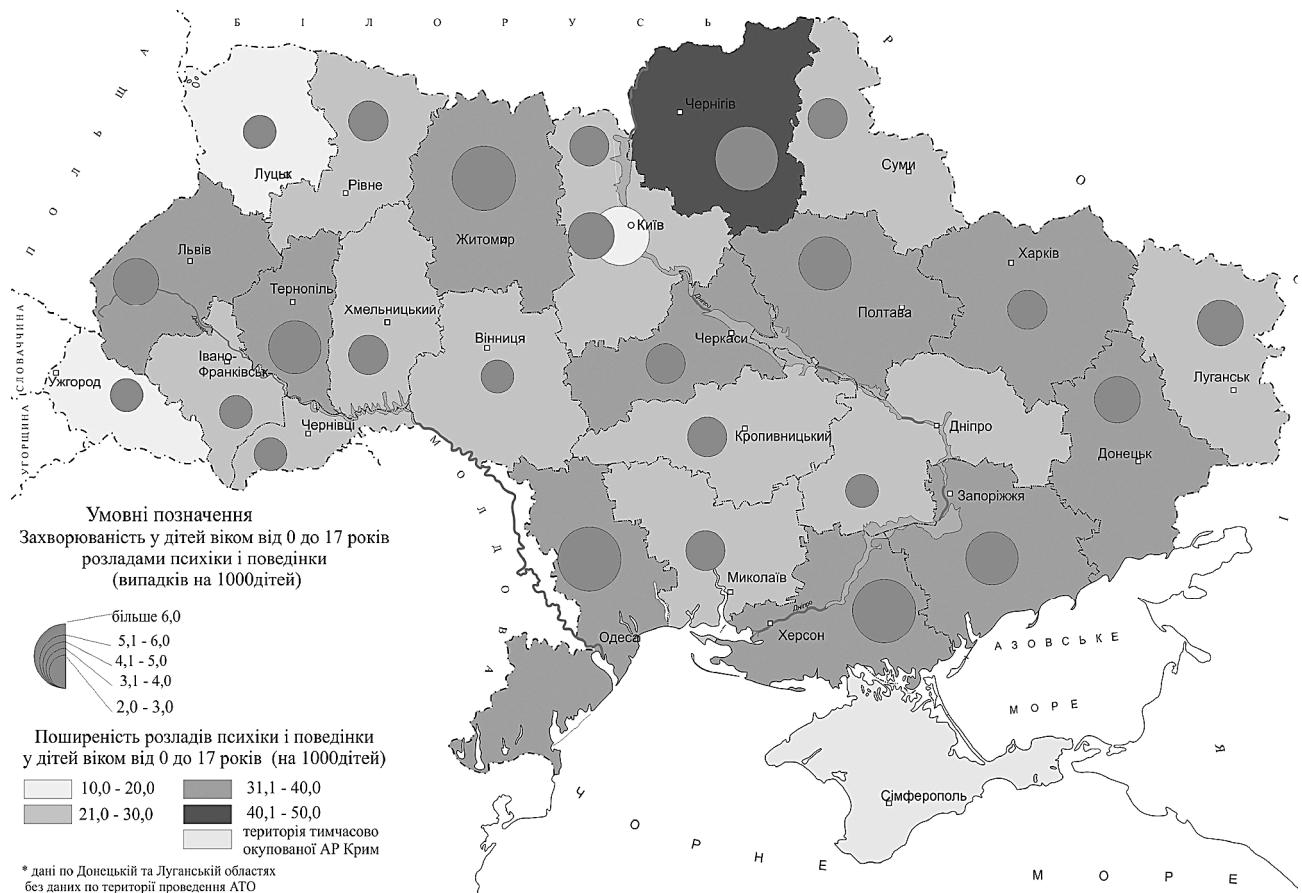 Б І Л О Р У С Ь
П О Л Ь Щ А
Р О С І Я
Чернігів
Суми
Луцьк
Рівне
Київ
Житомир
Львів
Харків
Тернопіль
Хмельницький
Полтава
Вінниця
Черкаси
Дніпро
Івано-
Франківськ
Ужгород
Луганськ
СЛОВАЧЧИНА
УГОРЩИНА
Чернівці
Кропивницький
Дніпро
Донецьк
М О Л Д О В А
Запоріжжя
Миколаїв
Дніпро
Херсон
Одеса
АЗОВСЬКЕ
МОРЕ
Сімферополь
Ч О Р Н Е М О Р Е
Умовні позначення
Захворюваність у дітей віком від 0 до 17 років
розладами психіки і поведінки
(випадків на 1000дітей)
більше 6,0
5,1 - 6,0
4,1 - 5,0
3,1 - 4,0
2,0 - 3,0
Поширеність розладів психіки і поведінки
у дітей віком від 0 до 17 років (на 1000дітей)
10,0 - 20,0
31,1 - 40,0
21,0 - 30,0
40,1 - 50,0
територія тимчасово
окупованої АР Крим
* дані по Донецькій та Луганській областях
без даних по території проведення АТО